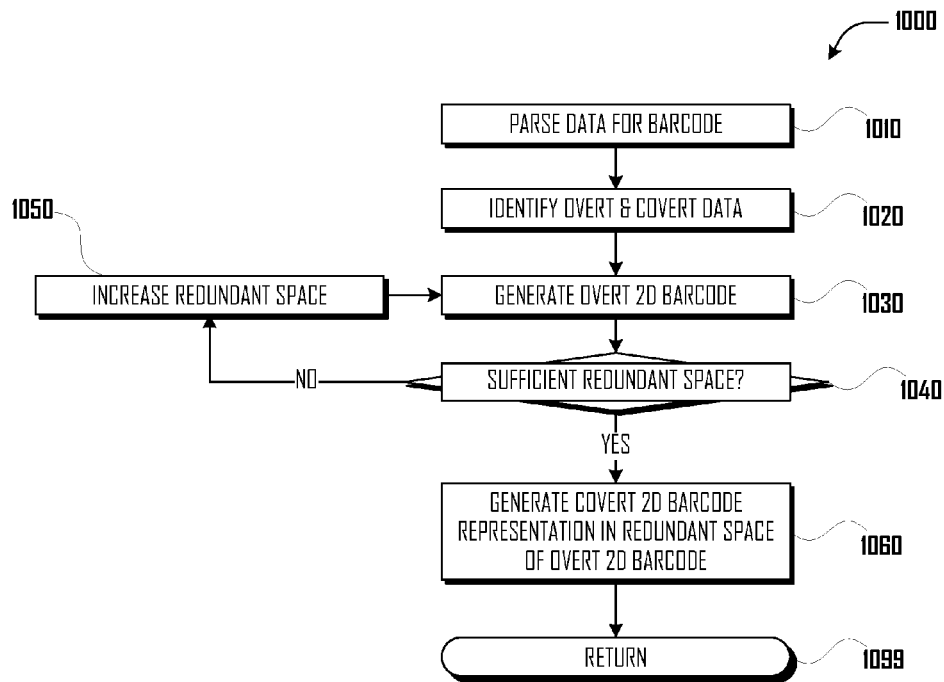 1000
PARSE DATA FOR BARCODE
1010
IDENTIFY OVERT & COVERT DATA
1020
1050
INCREASE REDUNDANT SPACE
GENERATE OVERT 2D BARCODE
1030
SUFFICIENT REDUNDANT SPACE?
1040
NO
YES
GENERATE COVERT 2D BARCODE
REPRESENTATION IN REDUNDANT SPACE
OF OVERT 2D BARCODE
1060
RETURN
1099